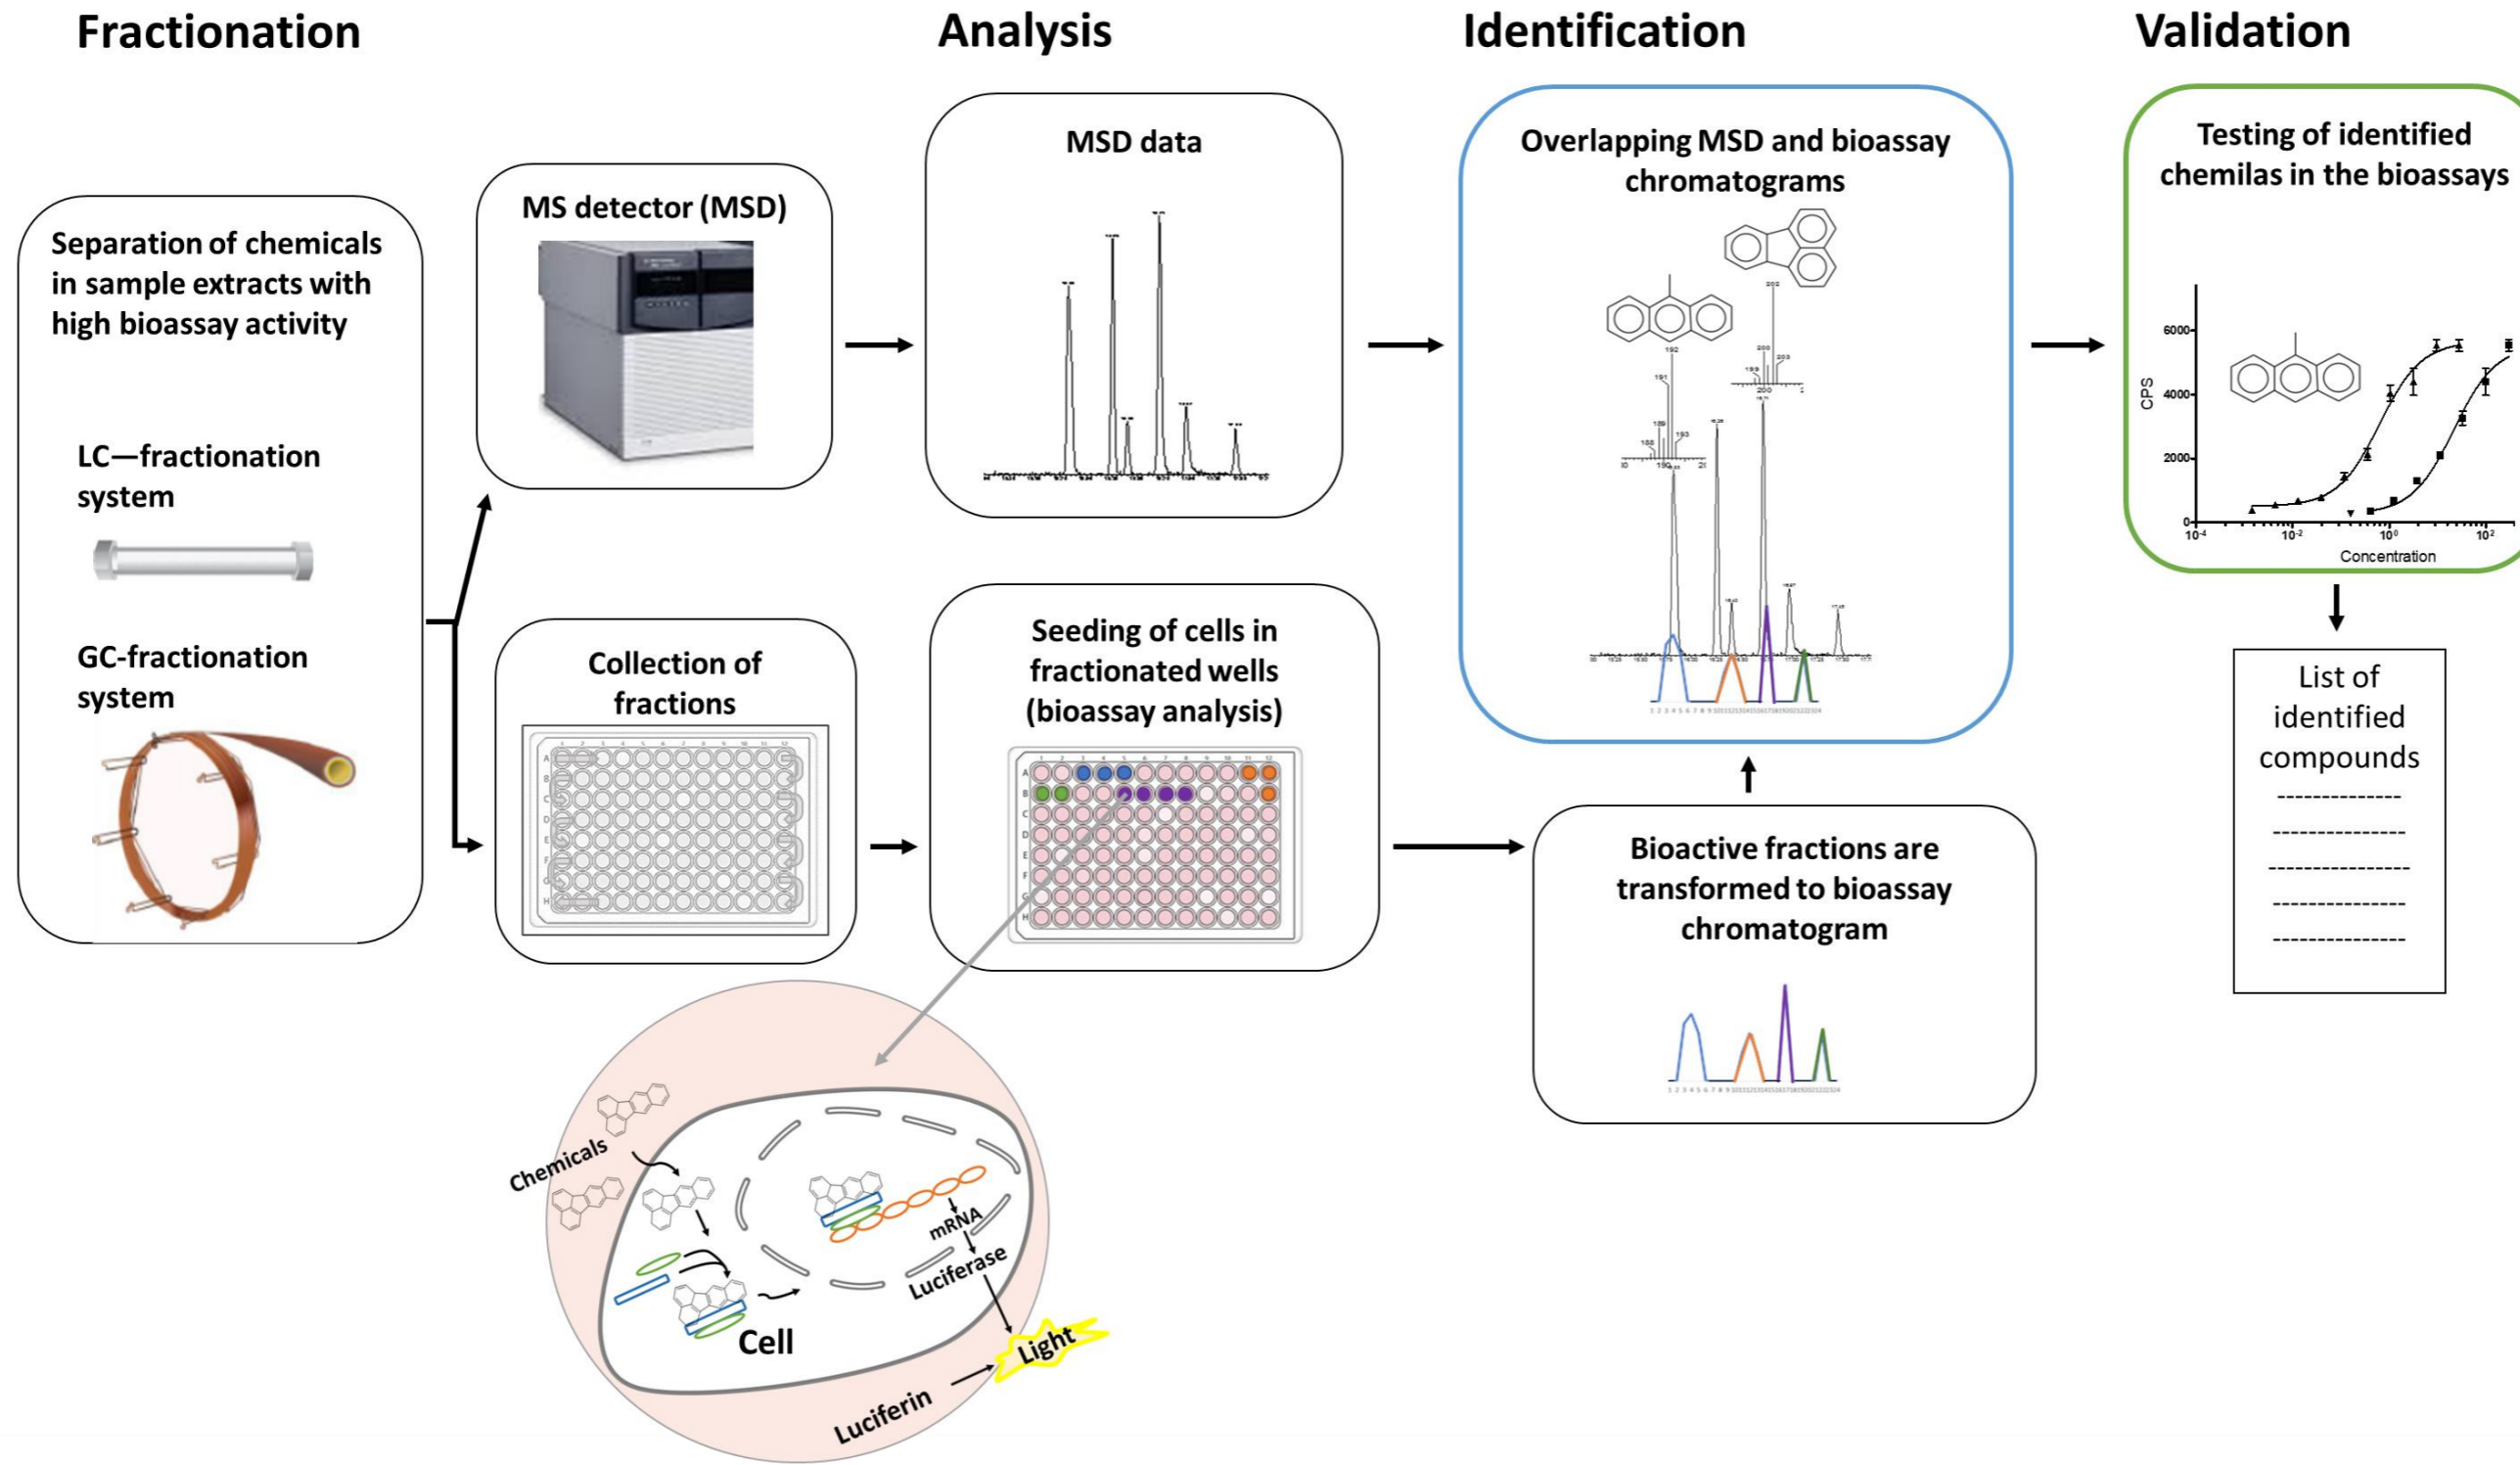 Fractionation
Analysis
Identification
Validation
Separation of chemicals
in sample extracts with
high bioassay activity
LC—fractionation
system
GC-fractionation
system
MS detector (MSD)
MSD data
Collection of
fractions
Seeding of cells in
fractionated wells
(bioassay analysis)
Overlapping MSD and bioassay
chromatograms
202
192
191
200
203
199
200
189
193
188
Bioactive fractions are
transformed to bioassay
chromatogram
Testing of identified
chemilas in the bioassays
CPS
6000
4000
2000
0
10-4
10-2
100
102
Concentration
List of
identified
compounds
Chemicals
mRNA
Luciferase
Cell
Light
Luciferin